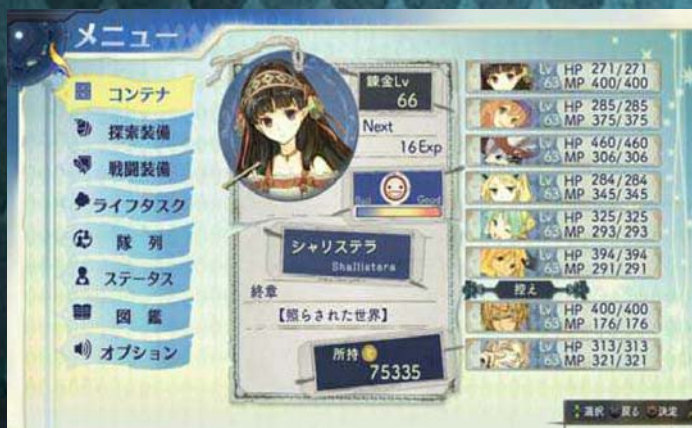 メニュー
コンテナ
探索装備
戦闘装備
ライフタスク
隊列
ステータス
図鑑
オプション
錬金Lv
66
Next
16 Exp
Bad
Good
シャリステラ
Shallistera
終章
【照らされた世界】
所持
75335
Lv 63 HP 271/271 MP 400/400
Lv 63 HP 285/285 MP 375/375
Lv 63 HP 460/460 MP 306/306
Lv 63 HP 284/284 MP 345/345
Lv 63 HP 325/325 MP 293/293
Lv 63 HP 394/394 MP 291/291
控え
Lv 63 HP 400/400 MP 176/176
Lv 63 HP 313/313 MP 321/321
選択 戻る 決定